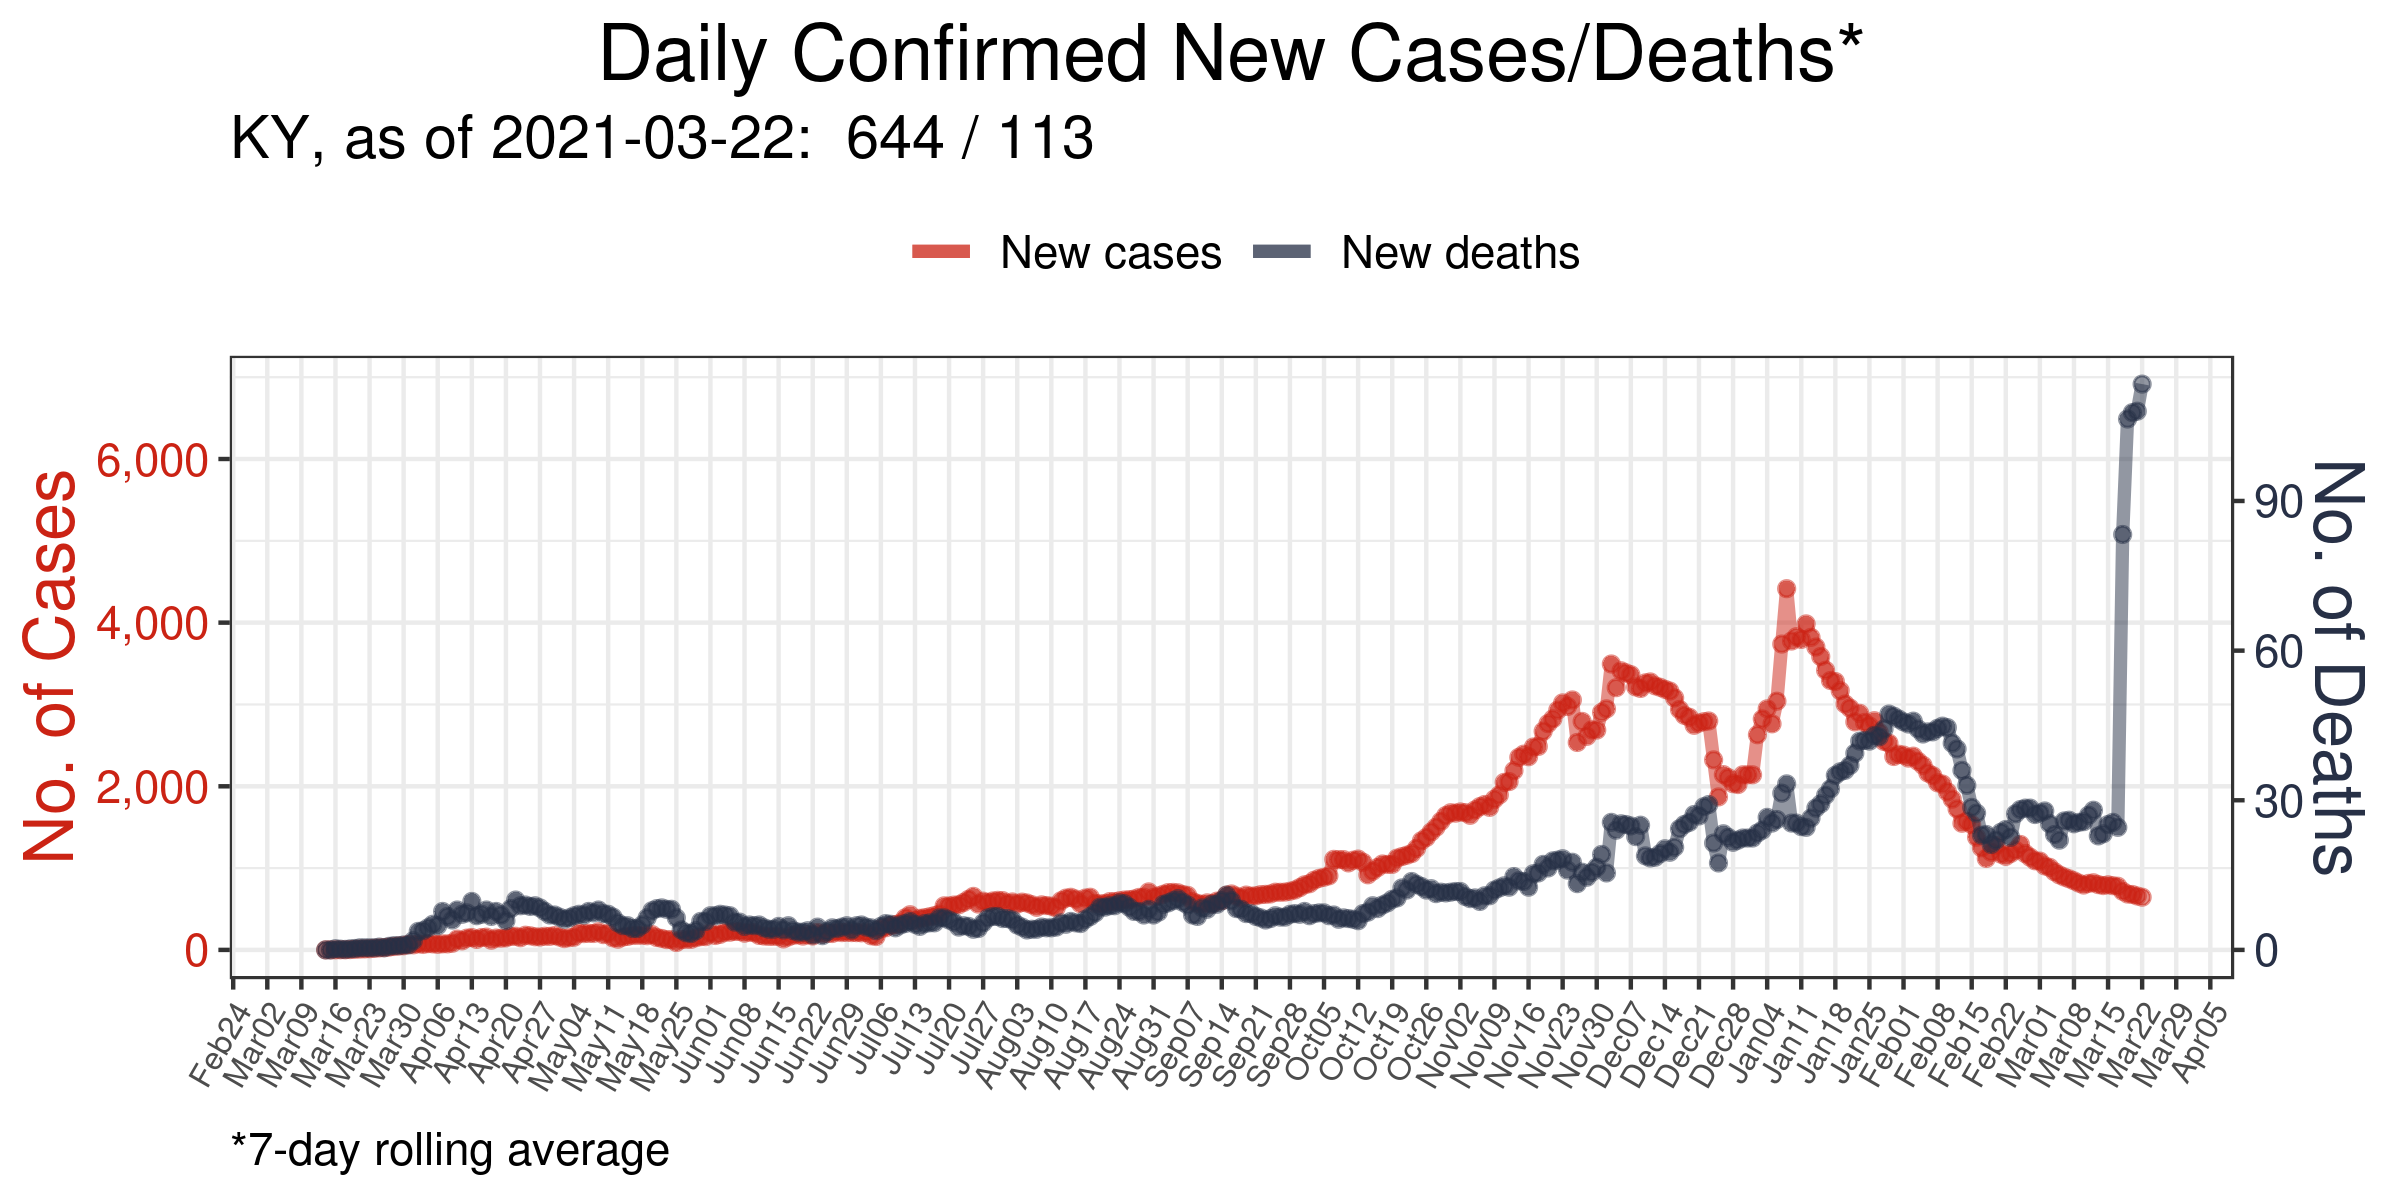 Daily Confirmed New Cases/Deaths*
KY, as of 2021-03-22:  644 / 113
New cases
New deaths
No. of Cases
6,000
4,000
2,000
0
90
60
30
0
No. of Deaths
Feb24
Mar02
Mar09
Mar16
Mar23
Mar30
Apr06
Apr13
Apr20
Apr27
May04
May11
May18
May25
Jun01
Jun08
Jun15
Jun22
Jun29
Jul06
Jul13
Jul20
Jul27
Aug03
Aug10
Aug17
Aug24
Aug31
Sep07
Sep14
Sep21
Sep28
Oct05
Oct12
Oct19
Oct26
Nov02
Nov09
Nov16
Nov23
Nov30
Dec07
Dec14
Dec21
Dec28
Jan04
Jan11
Jan18
Jan25
Feb01
Feb08
Feb15
Feb22
Mar01
Mar08
Mar15
Mar22
Mar29
Apr05
*7-day rolling average